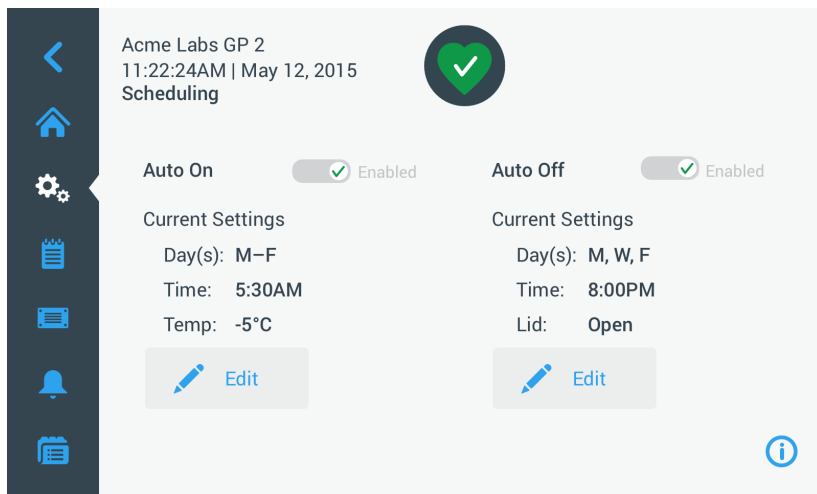 Acme Labs GP 2
11:22:24AM | May 12, 2015
Scheduling
Auto On
Enabled
Current Settings
Day(s): M–F
Time: 5:30AM
Temp: -5°C
Edit
Auto Off
Enabled
Current Settings
Day(s): M, W, F
Time: 8:00PM
Lid: Open
Edit